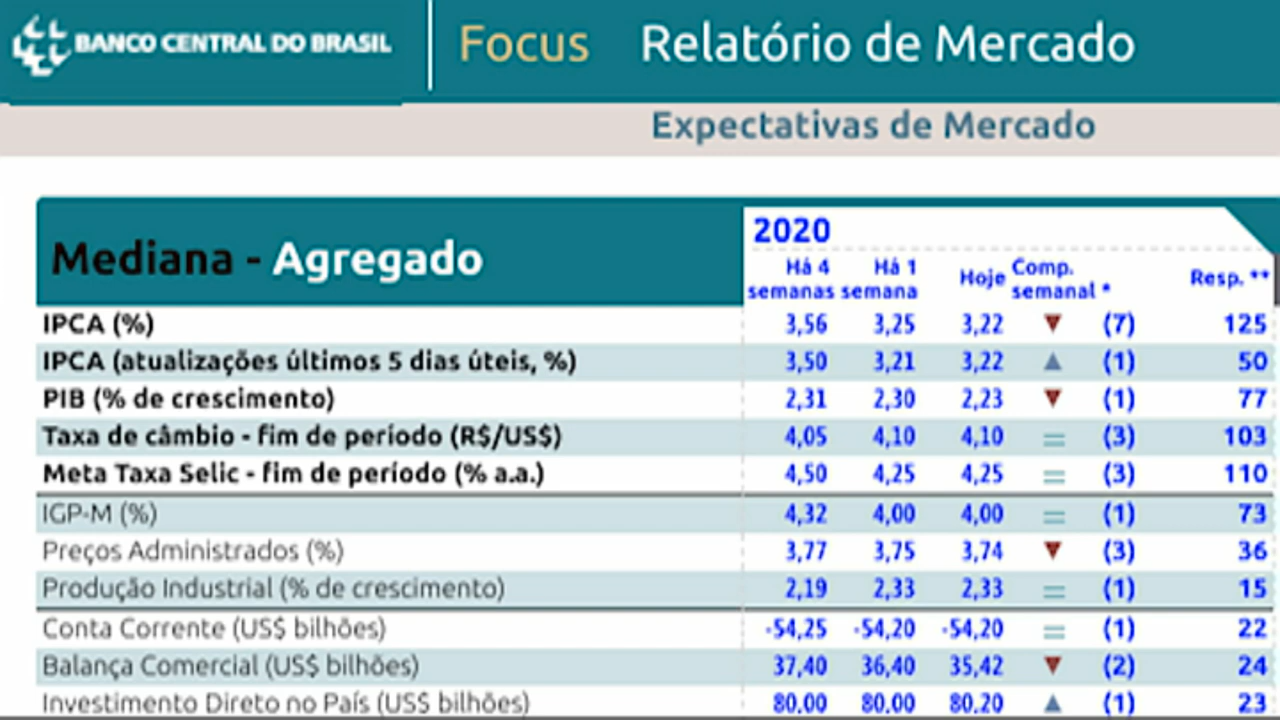 BANCO CENTRAL DO BRASIL Focus Relatório de Mercado
Expectativas de Mercado
Mediana - Agregado
2020
Há 4 semanas Há 1 semana Hoje Comp. semanal * Resp. **
IPCA (%) 3,56 3,25 3,22 ▼ (7) 125
IPCA (atualizações últimos 5 dias úteis, %) 3,50 3,21 3,22 ▲ (1) 50
PIB (% de crescimento) 2,31 2,30 2,23 ▼ (1) 77
Taxa de câmbio - fim de período (R$/US$) 4,05 4,10 4,10 = (3) 103
Meta Taxa Selic - fim de período (% a.a.) 4,50 4,25 4,25 = (3) 110
IGP-M (%) 4,32 4,00 4,00 = (1) 73
Preços Administrados (%) 3,77 3,75 3,74 ▼ (3) 36
Produção Industrial (% de crescimento) 2,19 2,33 2,33 = (1) 15
Conta Corrente (US$ bilhões) -54,25 -54,20 -54,20 = (1) 22
Balança Comercial (US$ bilhões) 37,40 36,40 35,42 ▼ (2) 24
Investimento Direto no País (US$ bilhões) 80,00 80,00 80,20 ▲ (1) 23